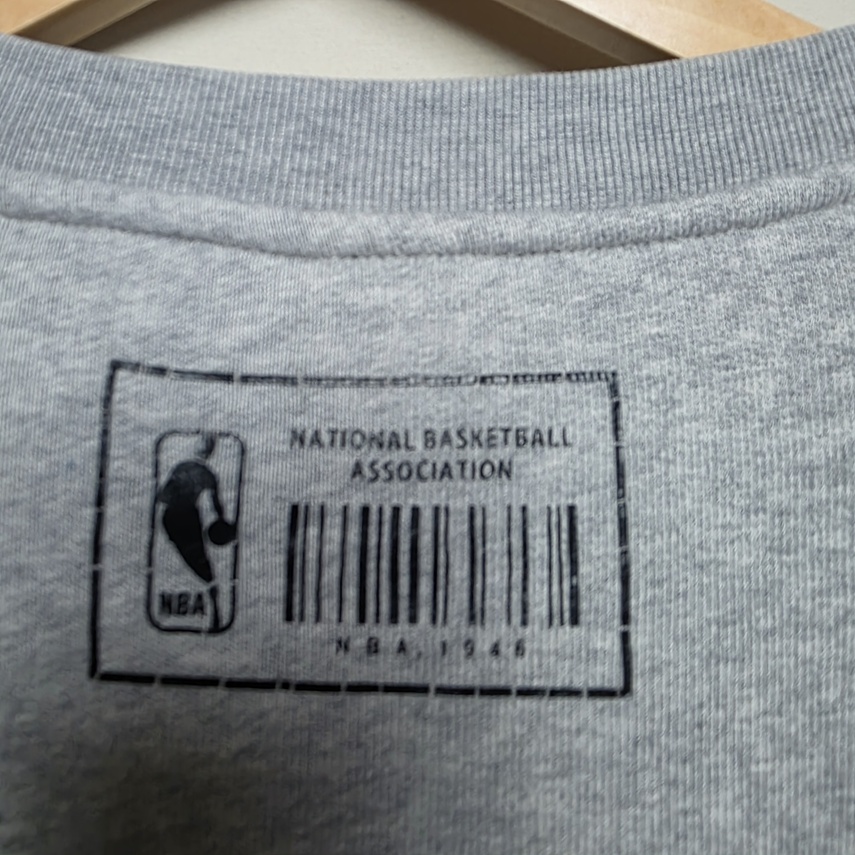 NATIONAL BASKETBALL
ASSOCIATION
NBA
NBA, 1946